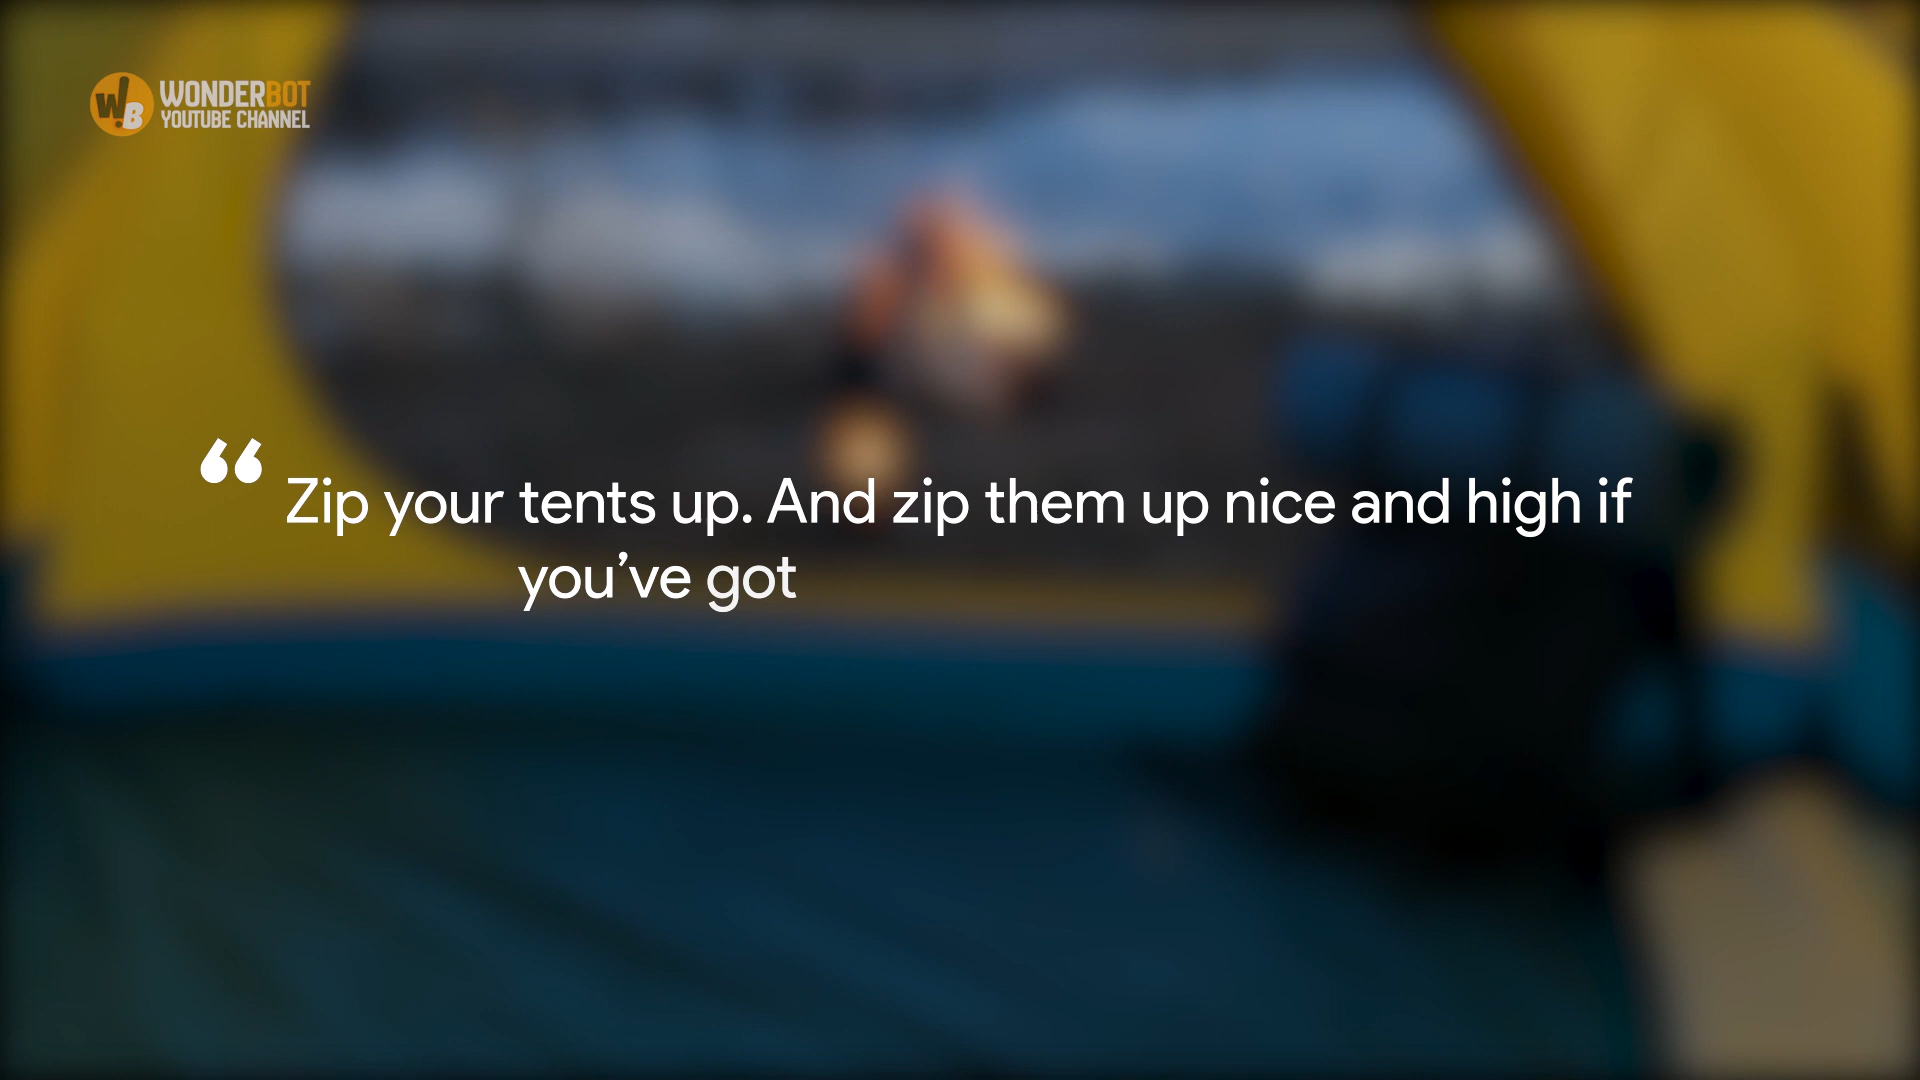 WONDERBOT
YOUTUBE CHANNEL
“Zip your tents up. And zip them up nice and high if
you’ve got